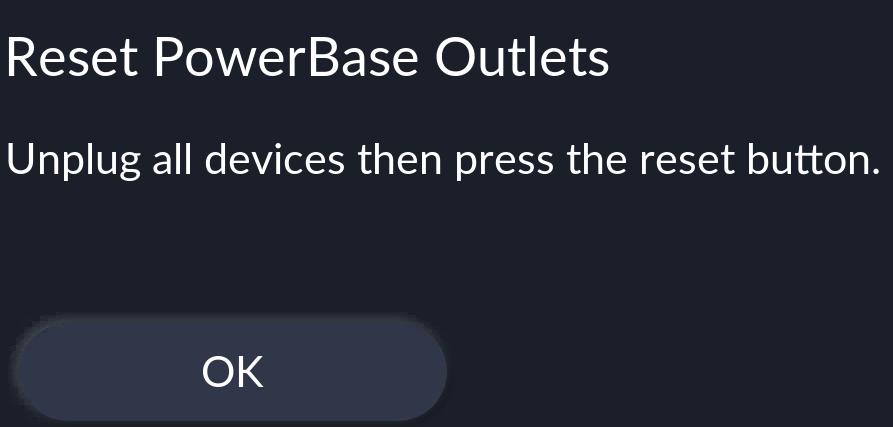 Reset PowerBase Outlets
Unplug all devices then press the reset button.
OK